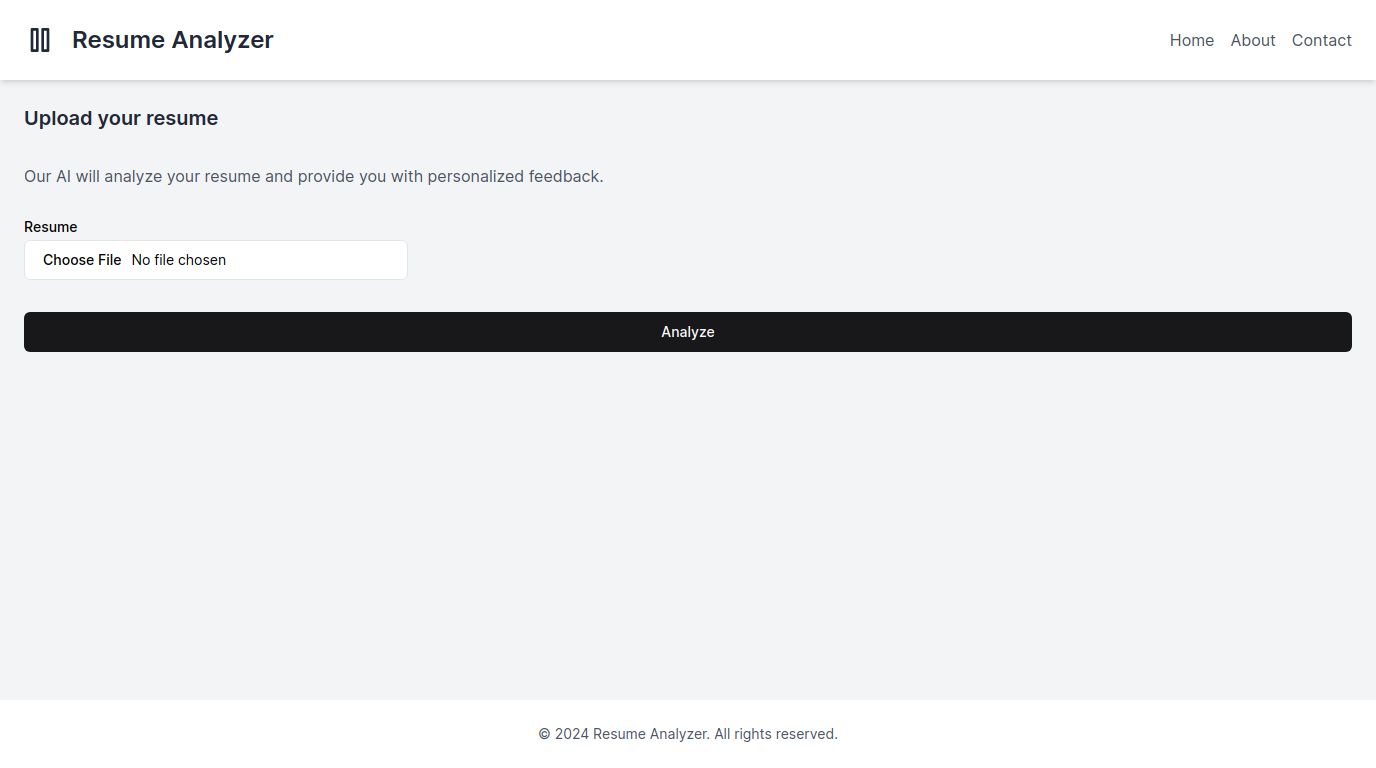 Resume Analyzer
Home About Contact
Upload your resume
Our AI will analyze your resume and provide you with personalized feedback.
Resume
Choose File No file chosen
Analyze
© 2024 Resume Analyzer. All rights reserved.